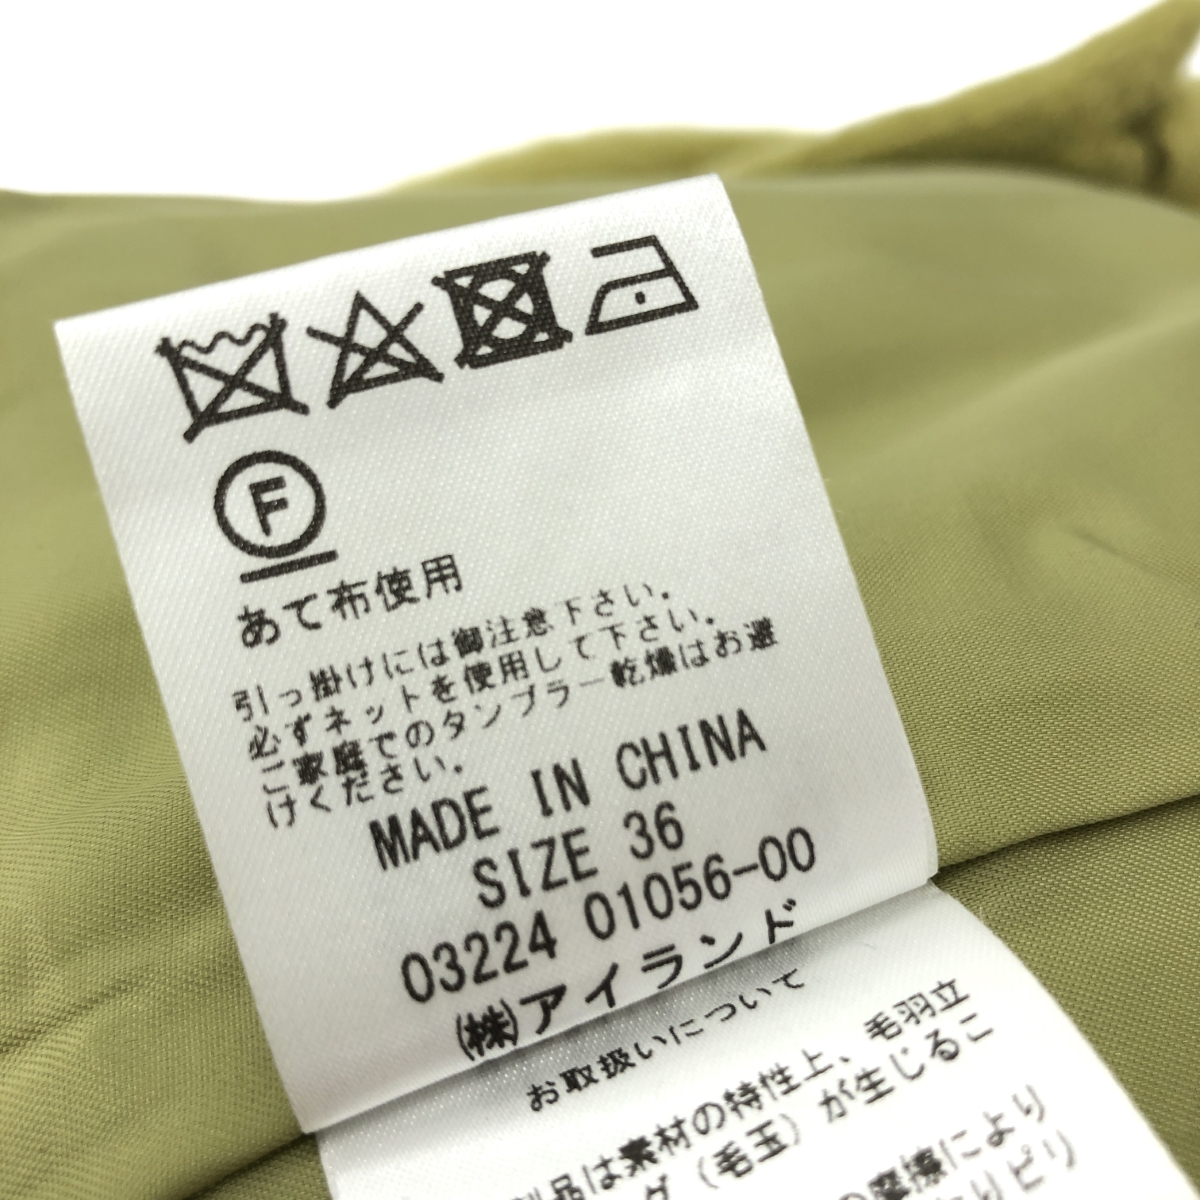 F
あて布使用
引っ掛けには御注意下さい.
必ずネットを使用して下さい.
ご家庭でのタンブラー乾燥はお避
けください.
MADE IN CHINA
SIZE 36
03224 01056-00
(株)アイランド
お取扱いについて
品は素材の特性上、毛羽立
グ(毛玉)が生じるこ
の摩擦により
ピリ